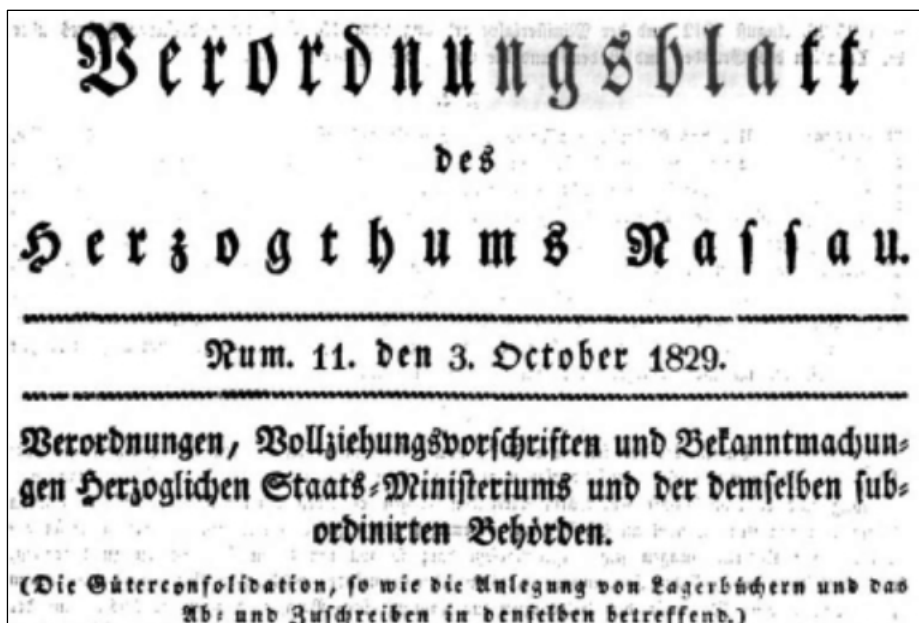 Verordnungsblatt
des
Herzogthums Nassau.
Num. 11. den 3. October 1829.
Verordnungen, Vollziehungsvorschriften und Bekanntmachun-
gen Herzoglichen Staats-Ministeriums und der demselben sub-
ordinirten Behörden.
(Die Güterconsolidation, so wie die Anlegung von Lagerbüchern und das
Ab- und Zuschreiben in denselben betreffend.)